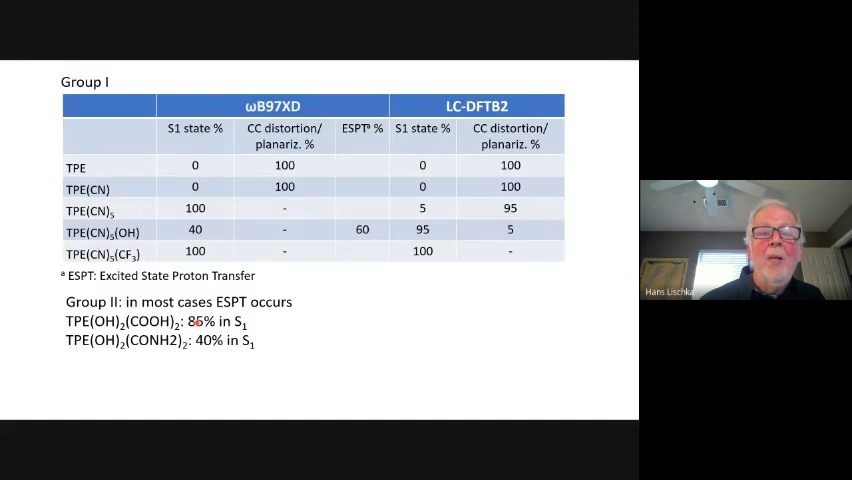 Group I
ωB97XD LC-DFTB2
S1 state % CC distortion/ planariz. % ESPTᵃ % S1 state % CC distortion/ planariz. %
TPE 0 100 0 100
TPE(CN) 0 100 0 100
TPE(CN)₅ 100 - 5 95
TPE(CN)₅(OH) 40 - 60 95 5
TPE(CN)₅(CF₃) 100 - 100 -
ᵃ ESPT: Excited State Proton Transfer
Group II: in most cases ESPT occurs
TPE(OH)₂(COOH)₂: 85% in S₁
TPE(OH)₂(CONH2)₂: 40% in S₁
Hans Lischka